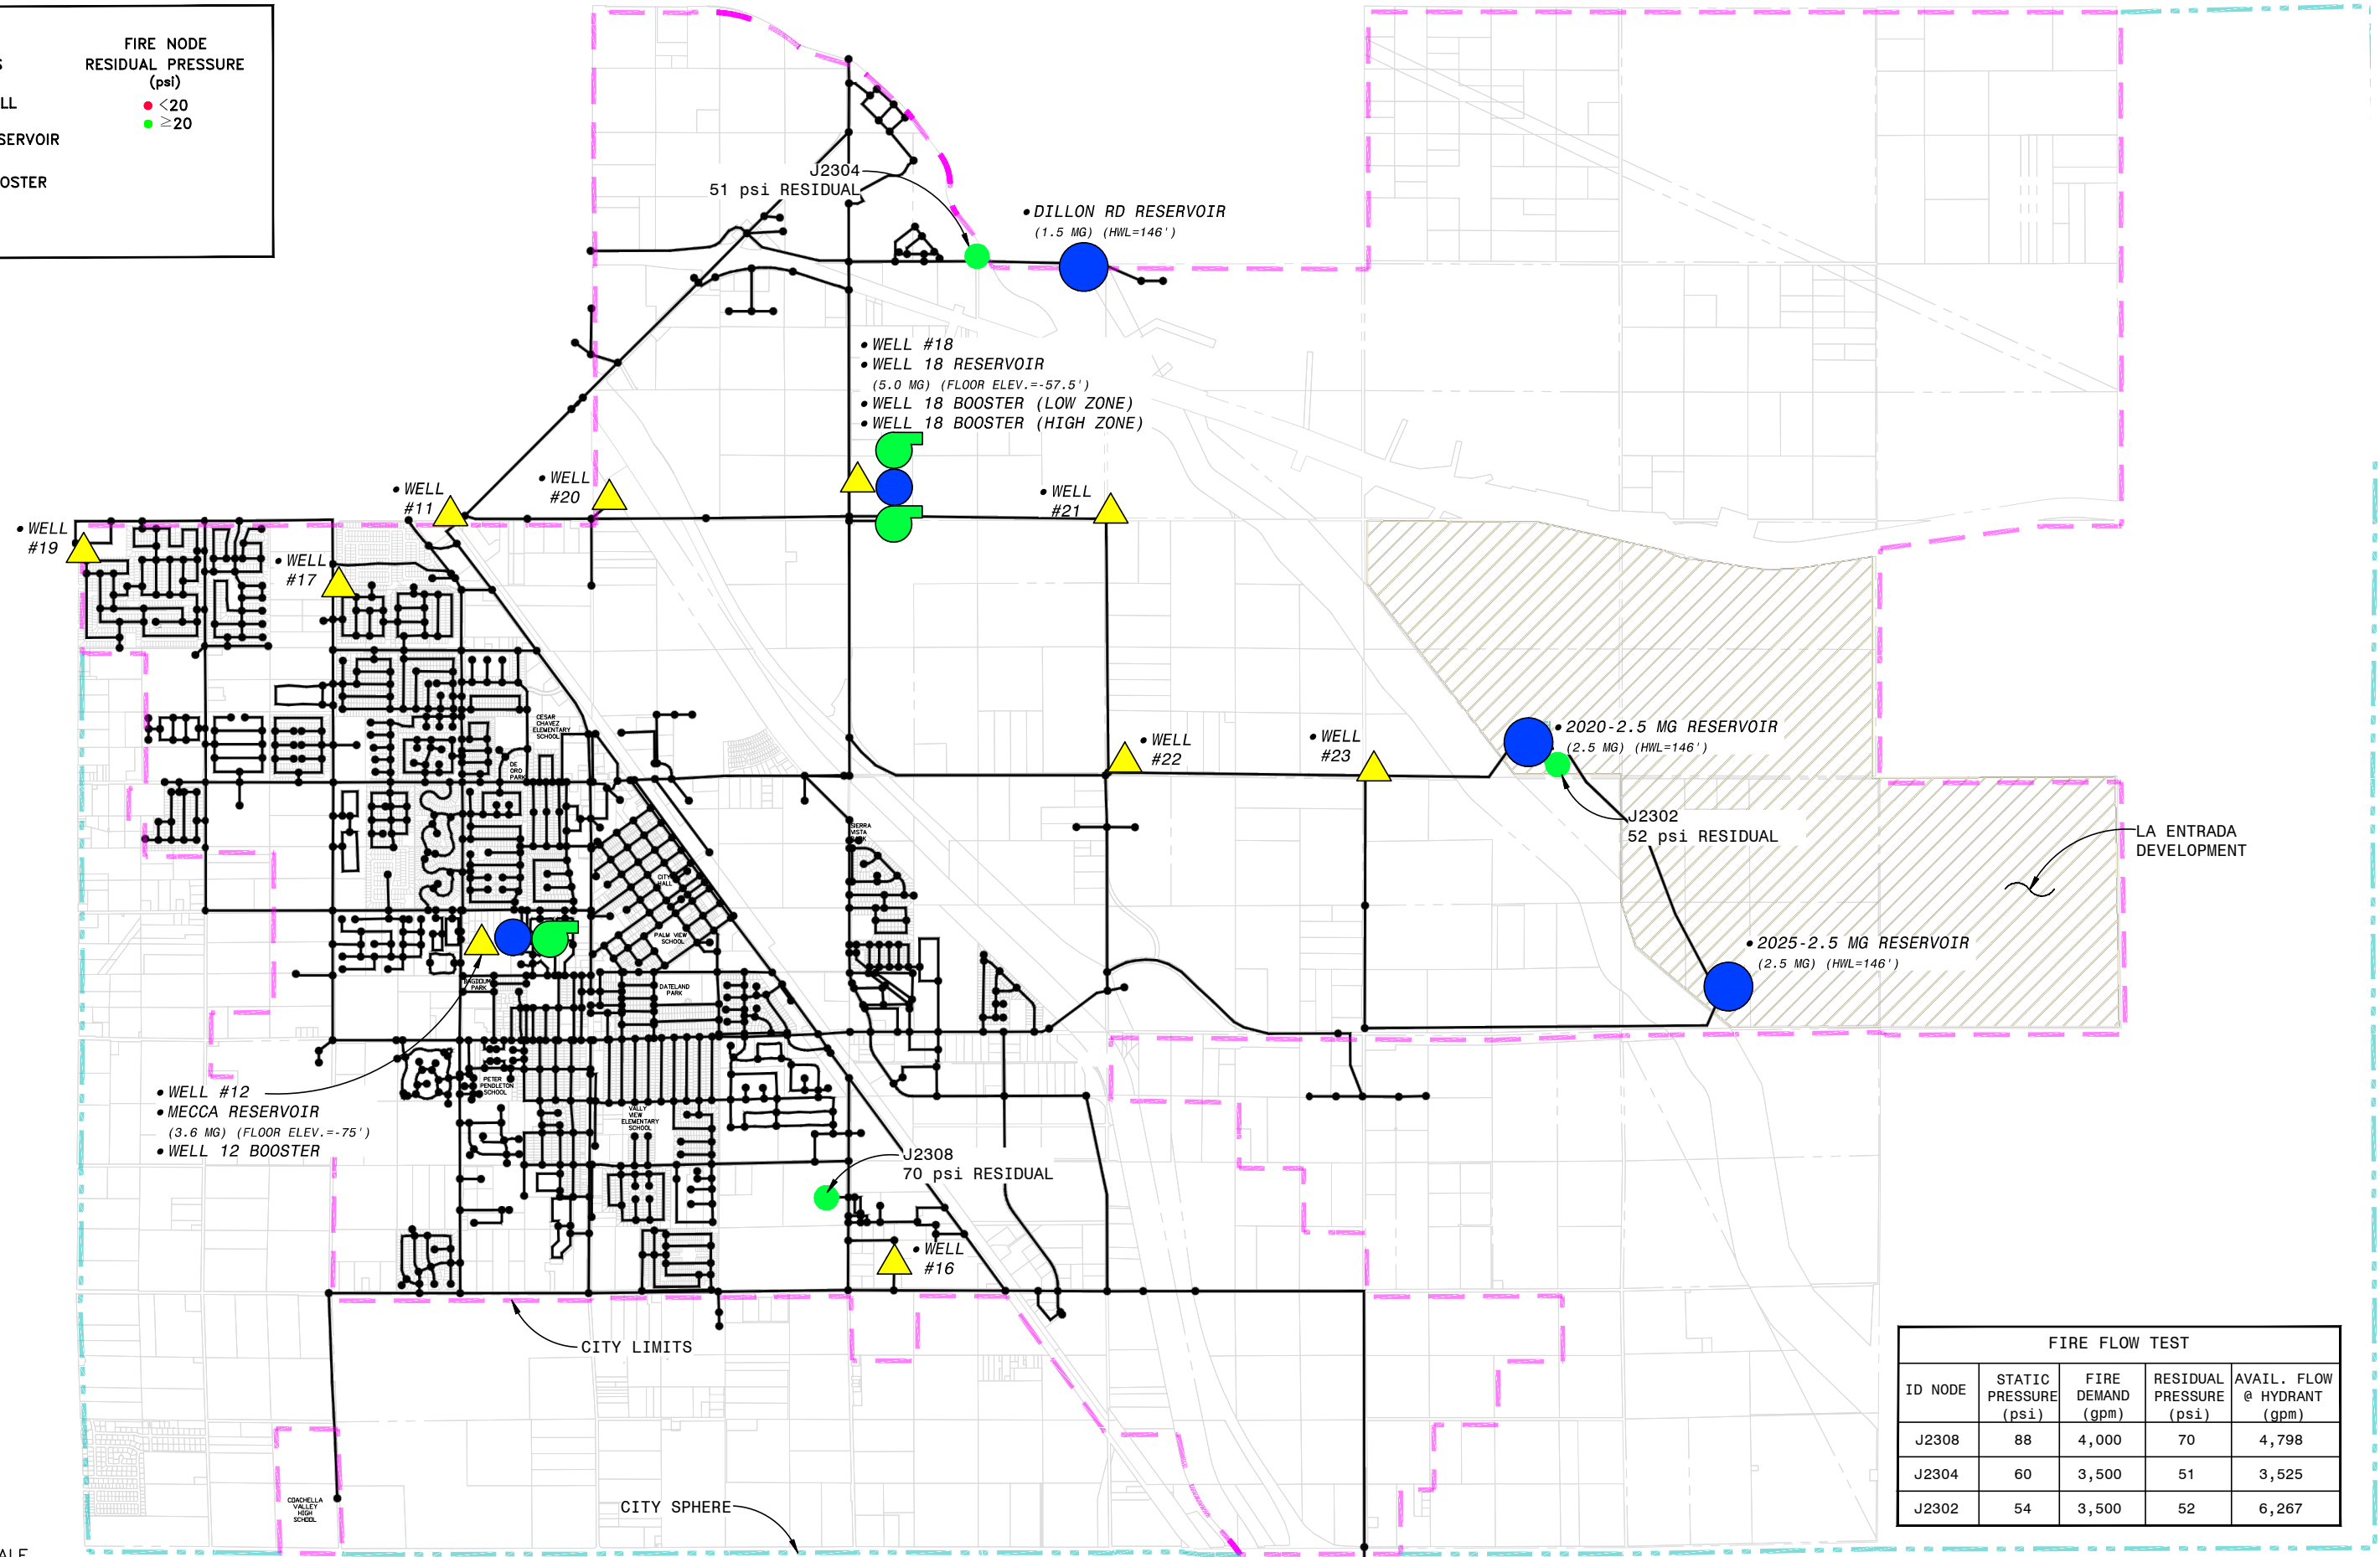 FIRE NODE
RESIDUAL PRESSURE
(psi)
<20
≥20
S
LL
SERVOIR
OSTER
J2304
51 psi RESIDUAL
• DILLON RD RESERVOIR
(1.5 MG) (HWL=146')
• WELL #18
• WELL 18 RESERVOIR
(5.0 MG) (FLOOR ELEV.=-57.5')
• WELL 18 BOOSTER (LOW ZONE)
• WELL 18 BOOSTER (HIGH ZONE)
• WELL
#11
• WELL
#20
• WELL
#21
• WELL
#19
• WELL
#17
CESAR
CHAVEZ
ELEMENTARY
SCHOOL
DE
ORO
PARK
• WELL
#22
• WELL
#23
• 2020-2.5 MG RESERVOIR
(2.5 MG) (HWL=146')
J2302
52 psi RESIDUAL
LA ENTRADA
DEVELOPMENT
SIERRA
VISTA
CITY
HALL
PALM VIEW
SCHOOL
• 2025-2.5 MG RESERVOIR
(2.5 MG) (HWL=146')
PARK
DATELAND
PARK
PETER
PENDLETON
SCHOOL
• WELL #12
• MECCA RESERVOIR
(3.6 MG) (FLOOR ELEV.=-75')
• WELL 12 BOOSTER
VALLY
VIEW
ELEMENTARY
SCHOOL
J2308
70 psi RESIDUAL
• WELL
#16
CITY LIMITS
CITY SPHERE
COACHELLA
VALLEY
HIGH
SCHOOL
ALE
FIRE FLOW TEST
ID NODE STATIC PRESSURE (psi) FIRE DEMAND (gpm) RESIDUAL PRESSURE (psi) AVAIL. FLOW @ HYDRANT (gpm)
J2308 88 4,000 70 4,798
J2304 60 3,500 51 3,525
J2302 54 3,500 52 6,267